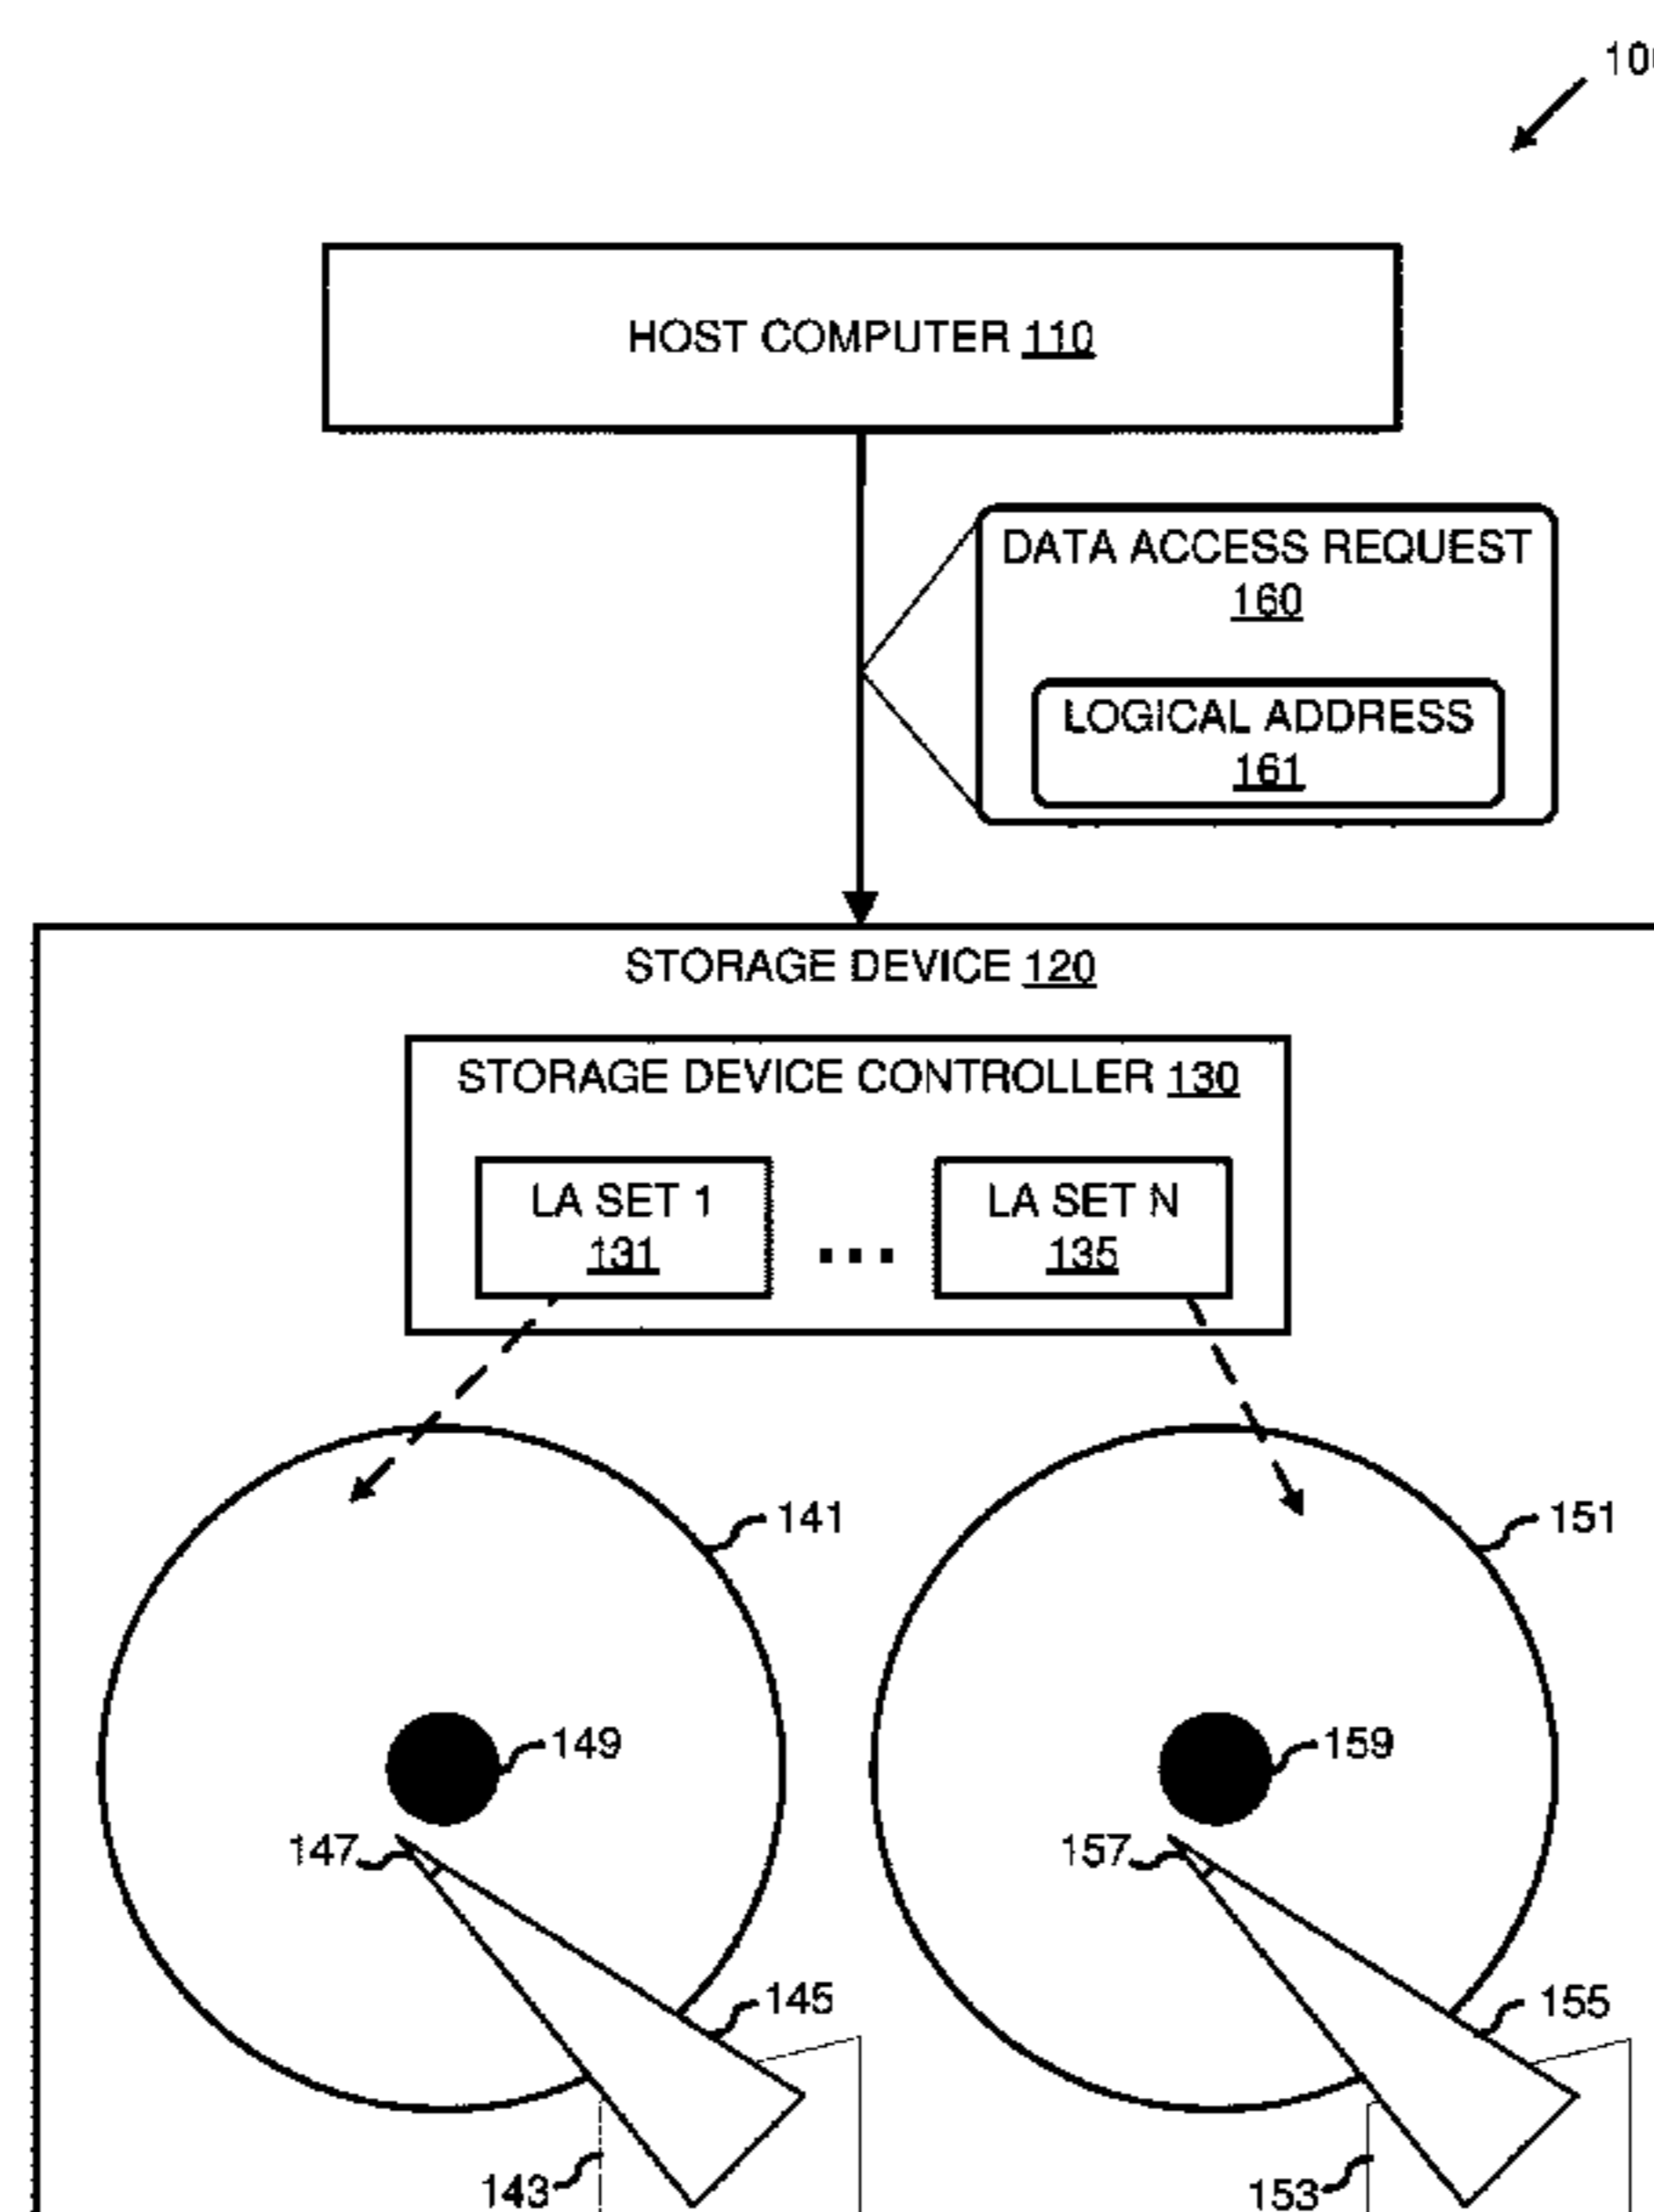 HOST COMPUTER 110
DATA ACCESS REQUEST
160
LOGICAL ADDRESS
161
STORAGE DEVICE 120
STORAGE DEVICE CONTROLLER 130
LA SET 1
131
...
LA SET N
135
141
151
149
159
147
157
145
155
143
153